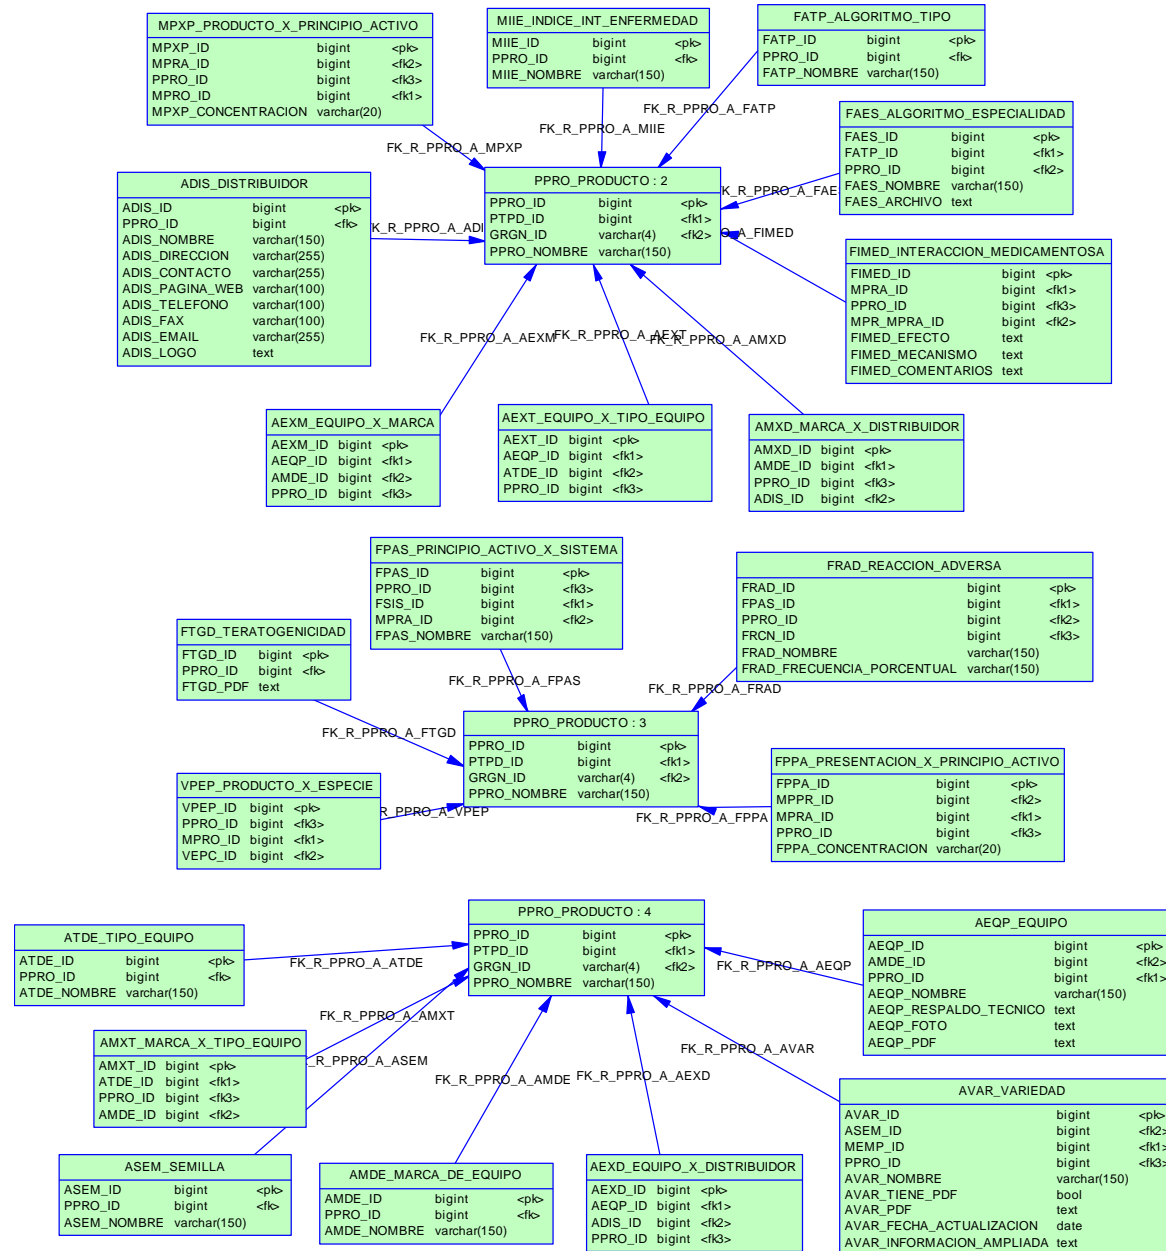 MPXP_PRODUCTO_X_PRINCIPIO_ACTIVO
MPXP_ID bigint <pk>
MPRA_ID bigint <fk2>
PPRO_ID bigint <fk3>
MPRO_ID bigint <fk1>
MPXP_CONCENTRACION varchar(20)
MIIE_INDICE_INT_ENFERMEDAD
MIIE_ID bigint <pk>
PPRO_ID bigint <fk>
MIIE_NOMBRE varchar(150)
FATP_ALGORITMO_TIPO
FATP_ID bigint <pk>
PPRO_ID bigint <fk>
FATP_NOMBRE varchar(150)
FK_R_PPRO_A_FATP
FK_R_PPRO_A_MIIE
FK_R_PPRO_A_MPXP
FAES_ALGORITMO_ESPECIALIDAD
FAES_ID bigint <pk>
FATP_ID bigint <fk1>
PPRO_ID bigint <fk2>
FAES_NOMBRE varchar(150)
FAES_ARCHIVO text
ADIS_DISTRIBUIDOR
ADIS_ID bigint <pk>
PPRO_ID bigint <fk>
ADIS_NOMBRE varchar(150)
ADIS_DIRECCION varchar(255)
ADIS_CONTACTO varchar(255)
ADIS_PAGINA_WEB varchar(100)
ADIS_TELEFONO varchar(100)
ADIS_FAX varchar(100)
ADIS_EMAIL varchar(255)
ADIS_LOGO text
K_R_PPRO_A_ADI
PPRO_PRODUCTO : 2
PPRO_ID bigint <pk>
PTPD_ID bigint <fk1>
GRGN_ID varchar(4) <fk2>
PPRO_NOMBRE varchar(150)
K_R_PPRO_A_FAE
O_A_FIMED
FIMED_INTERACCION_MEDICAMENTOSA
FIMED_ID bigint <pk>
MPRA_ID bigint <fk1>
PPRO_ID bigint <fk3>
MPR_MPRA_ID bigint <fk2>
FIMED_EFECTO text
FIMED_MECANISMO text
FIMED_COMENTARIOS text
FK_R_PPRO_A_AEXM
FK_R_PPRO_A_AEXT
FK_R_PPRO_A_AMXD
AEXM_EQUIPO_X_MARCA
AEXM_ID bigint <pk>
AEQP_ID bigint <fk1>
AMDE_ID bigint <fk2>
PPRO_ID bigint <fk3>
AEXT_EQUIPO_X_TIPO_EQUIPO
AEXT_ID bigint <pk>
AEQP_ID bigint <fk1>
ATDE_ID bigint <fk2>
PPRO_ID bigint <fk3>
AMXD_MARCA_X_DISTRIBUIDOR
AMXD_ID bigint <pk>
AMDE_ID bigint <fk1>
PPRO_ID bigint <fk3>
ADIS_ID bigint <fk2>
FPAS_PRINCIPIO_ACTIVO_X_SISTEMA
FPAS_ID bigint <pk>
PPRO_ID bigint <fk3>
FSIS_ID bigint <fk1>
MPRA_ID bigint <fk2>
FPAS_NOMBRE varchar(150)
FRAD_REACCION_ADVERSA
FRAD_ID bigint <pk>
FPAS_ID bigint <fk1>
PPRO_ID bigint <fk2>
FRCN_ID bigint <fk3>
FRAD_NOMBRE varchar(150)
FRAD_FRECUENCIA_PORCENTUAL varchar(150)
FTGD_TERATOGENICIDAD
FTGD_ID bigint <pk>
PPRO_ID bigint <fk>
FTGD_PDF text
FK_R_PPRO_A_FPAS
FK_R_PPRO_A_FRAD
FK_R_PPRO_A_FTGD
PPRO_PRODUCTO : 3
PPRO_ID bigint <pk>
PTPD_ID bigint <fk1>
GRGN_ID varchar(4) <fk2>
PPRO_NOMBRE varchar(150)
VPEP_PRODUCTO_X_ESPECIE
VPEP_ID bigint <pk>
PPRO_ID bigint <fk3>
MPRO_ID bigint <fk1>
VEPC_ID bigint <fk2>
R_PPRO_A_VPEP
FK_R_PPRO_A_FPPA
FPPA_PRESENTACION_X_PRINCIPIO_ACTIVO
FPPA_ID bigint <pk>
MPPR_ID bigint <fk2>
MPRA_ID bigint <fk1>
PPRO_ID bigint <fk3>
FPPA_CONCENTRACION varchar(20)
ATDE_TIPO_EQUIPO
ATDE_ID bigint <pk>
PPRO_ID bigint <fk>
ATDE_NOMBRE varchar(150)
FK_R_PPRO_A_ATDE
PPRO_PRODUCTO : 4
PPRO_ID bigint <pk>
PTPD_ID bigint <fk1>
GRGN_ID varchar(4) <fk2>
PPRO_NOMBRE varchar(150)
FK_R_PPRO_A_AEQP
AEQP_EQUIPO
AEQP_ID bigint <pk>
AMDE_ID bigint <fk2>
PPRO_ID bigint <fk1>
AEQP_NOMBRE varchar(150)
AEQP_RESPALDO_TECNICO text
AEQP_FOTO text
AEQP_PDF text
FK_R_PPRO_A_AMXT
AMXT_MARCA_X_TIPO_EQUIPO
AMXT_ID bigint <pk>
ATDE_ID bigint <fk1>
PPRO_ID bigint <fk3>
AMDE_ID bigint <fk2>
_R_PPRO_A_ASEM
FK_R_PPRO_A_AMDE
FK_R_PPRO_A_AEXD
FK_R_PPRO_A_AVAR
AVAR_VARIEDAD
AVAR_ID bigint <pk>
ASEM_ID bigint <fk2>
MEMP_ID bigint <fk1>
PPRO_ID bigint <fk3>
AVAR_NOMBRE varchar(150)
AVAR_TIENE_PDF bool
AVAR_PDF text
AVAR_FECHA_ACTUALIZACION date
AVAR_INFORMACION_AMPLIADA text
ASEM_SEMILLA
ASEM_ID bigint <pk>
PPRO_ID bigint <fk>
ASEM_NOMBRE varchar(150)
AMDE_MARCA_DE_EQUIPO
AMDE_ID bigint <pk>
PPRO_ID bigint <fk>
AMDE_NOMBRE varchar(150)
AEXD_EQUIPO_X_DISTRIBUIDOR
AEXD_ID bigint <pk>
AEQP_ID bigint <fk1>
ADIS_ID bigint <fk2>
PPRO_ID bigint <fk3>